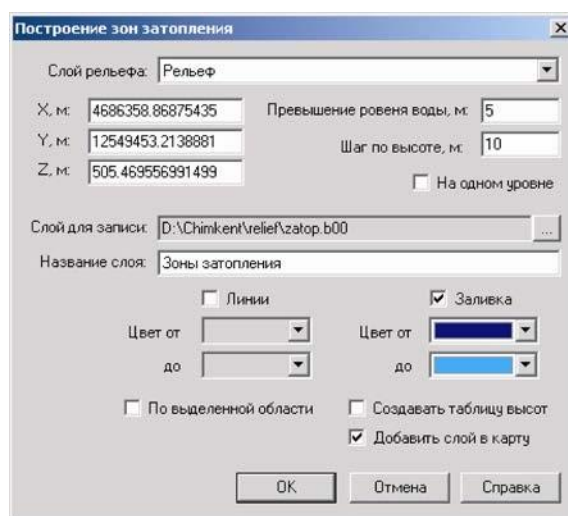 Построение зон затопления
Слой рельефа: Рельеф
X, м: 4686358.86875435 Превышение ровеня воды, м: 5
Y, м: 12549453.2138881 Шаг по высоте, м: 10
Z, м: 505.469556991499
На одном уровне
Слой для записи: D:\Chimkent\relief\zatop.b00 ...
Название слоя: Зоны затопления
Линии Заливка
Цвет от Цвет от
до до
По выделенной области Создавать таблицу высот
Добавить слой в карту
OK Отмена Справка